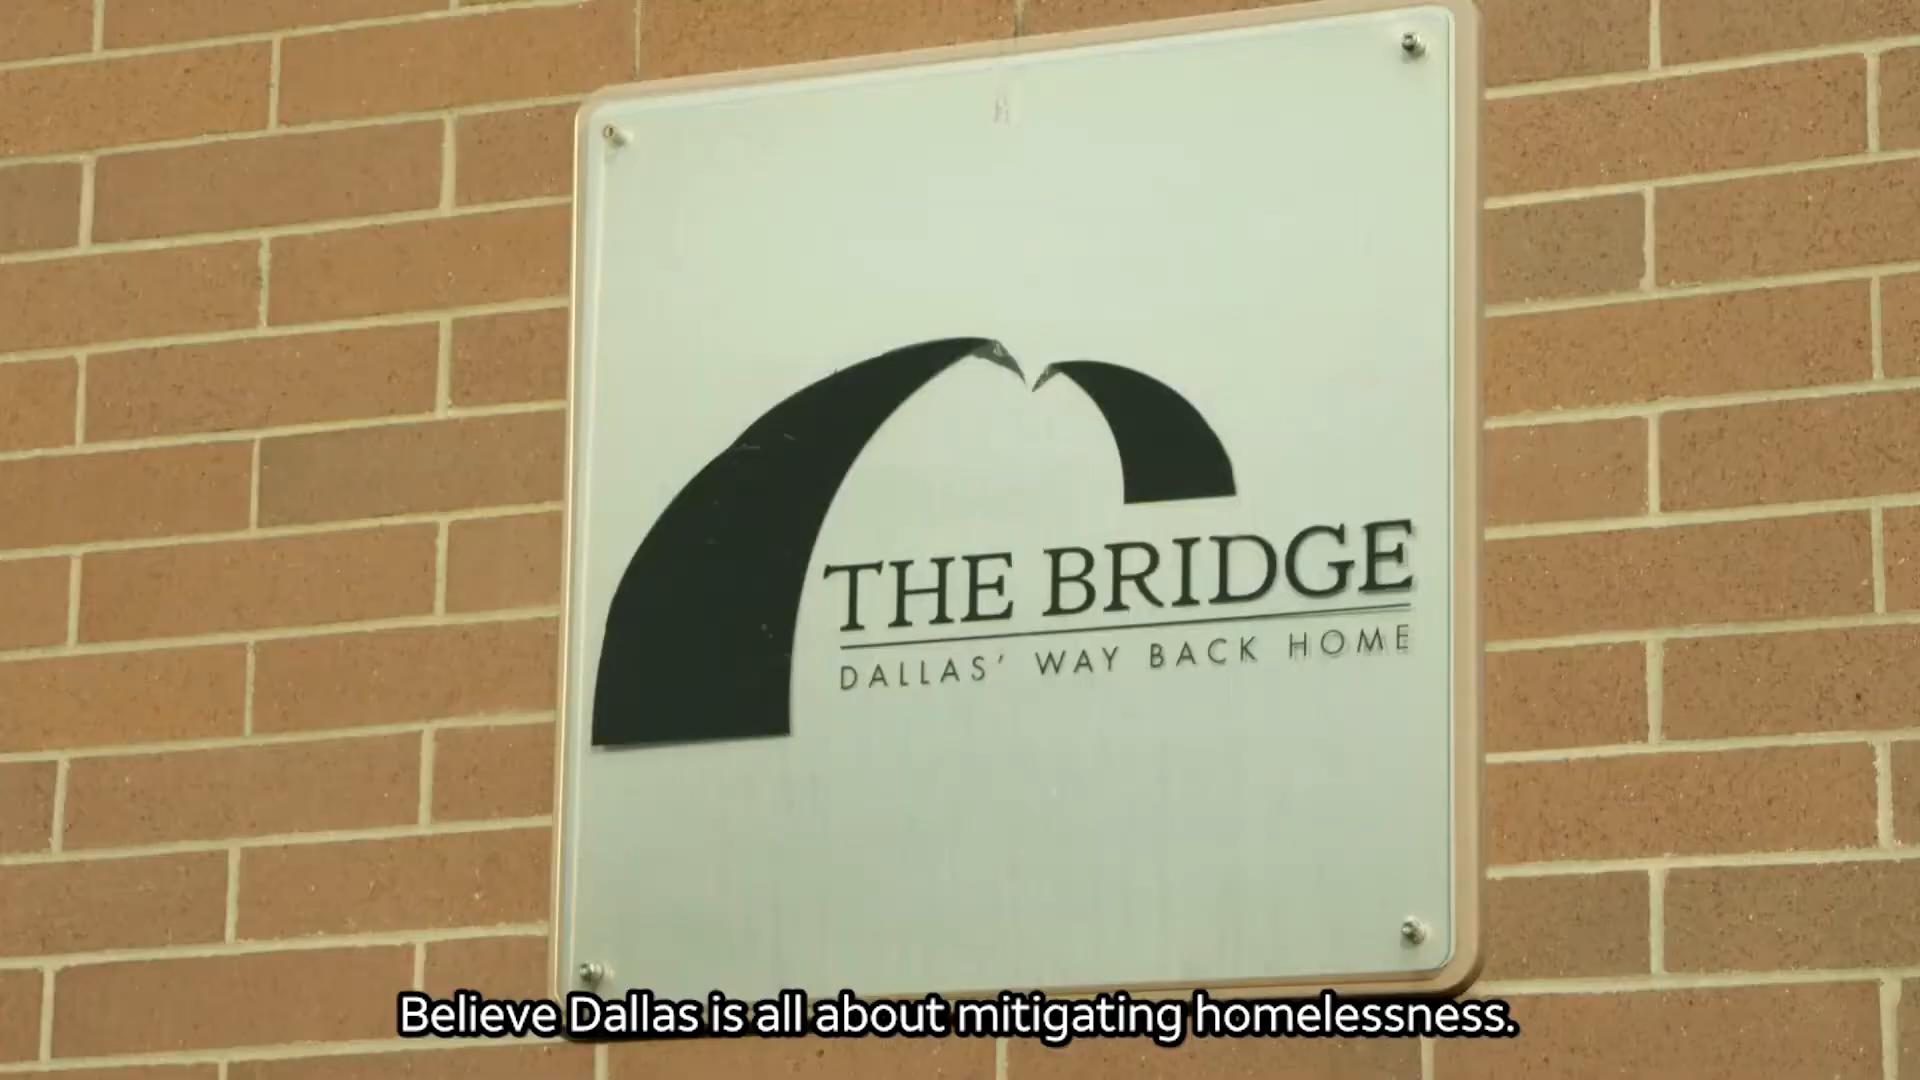 THE BRIDGE
DALLAS' WAY BACK HOME
Believe Dallas is all about mitigating homelessness.